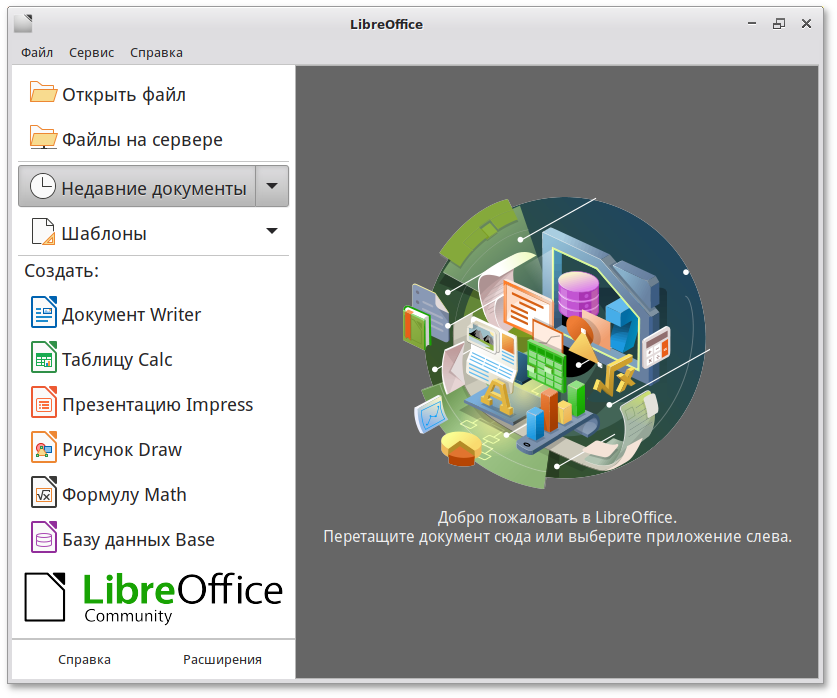 LibreOffice
Файл Сервис Справка
Открыть файл
Файлы на сервере
Недавние документы
Шаблоны
Создать:
Документ Writer
Таблицу Calc
Презентацию Impress
Рисунок Draw
Формулу Math
Базу данных Base
LibreOffice
Community
Справка Расширения
Добро пожаловать в LibreOffice.
Перетащите документ сюда или выберите приложение слева.